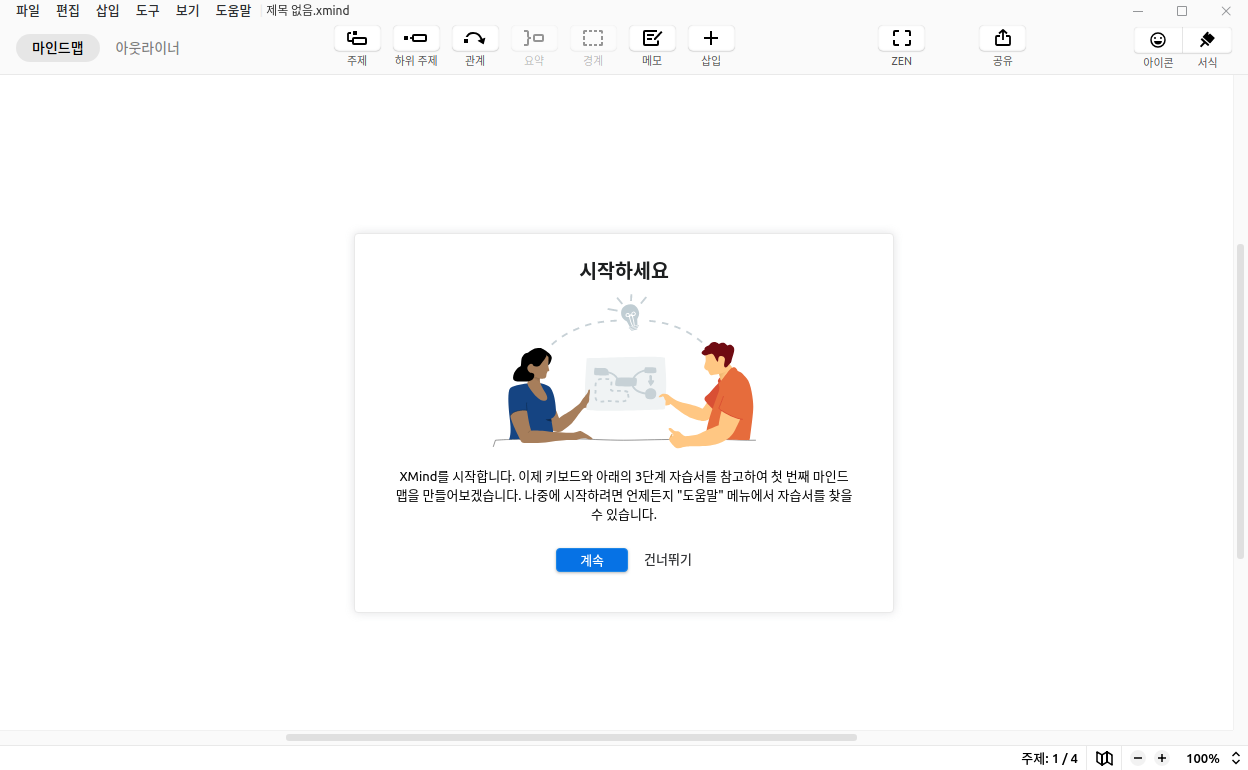 파일 편집 삽입 도구 보기 도움말 제목 없음.xmind
마인드맵 아웃라이너
주제 하위 주제 관계 요약 경계 메모 삽입 ZEN 공유 아이콘 서식
시작하세요
XMind를 시작합니다. 이제 키보드와 아래의 3단계 자습서를 참고하여 첫 번째 마인드
맵을 만들어보겠습니다. 나중에 시작하려면 언제든지 "도움말" 메뉴에서 자습서를 찾을
수 있습니다.
계속 건너뛰기
주제: 1 / 4 100%